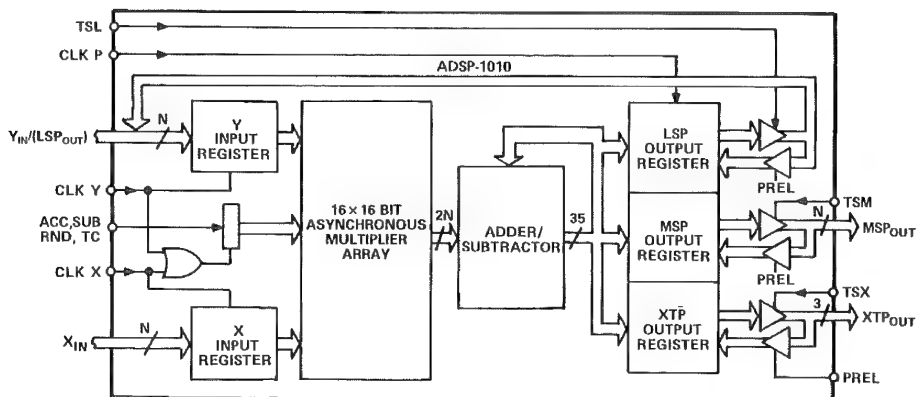 TSL
CLK P
ADSP-1010
Y_IN/(LSP_OUT)
N
Y
INPUT
REGISTER
CLK Y
ACC,SUB
RND, TC
CLK X
X_IN
N
X
INPUT
REGISTER
16 × 16 BIT
ASYNCHRONOUS
MULTIPLIER
ARRAY
2N
ADDER/
SUBTRACTOR
35
LSP
OUTPUT
REGISTER
PREL
MSP
OUTPUT
REGISTER
TSM
N
MSP_OUT
PREL
XTP
OUTPUT
REGISTER
TSX
3
XTP_OUT
PREL